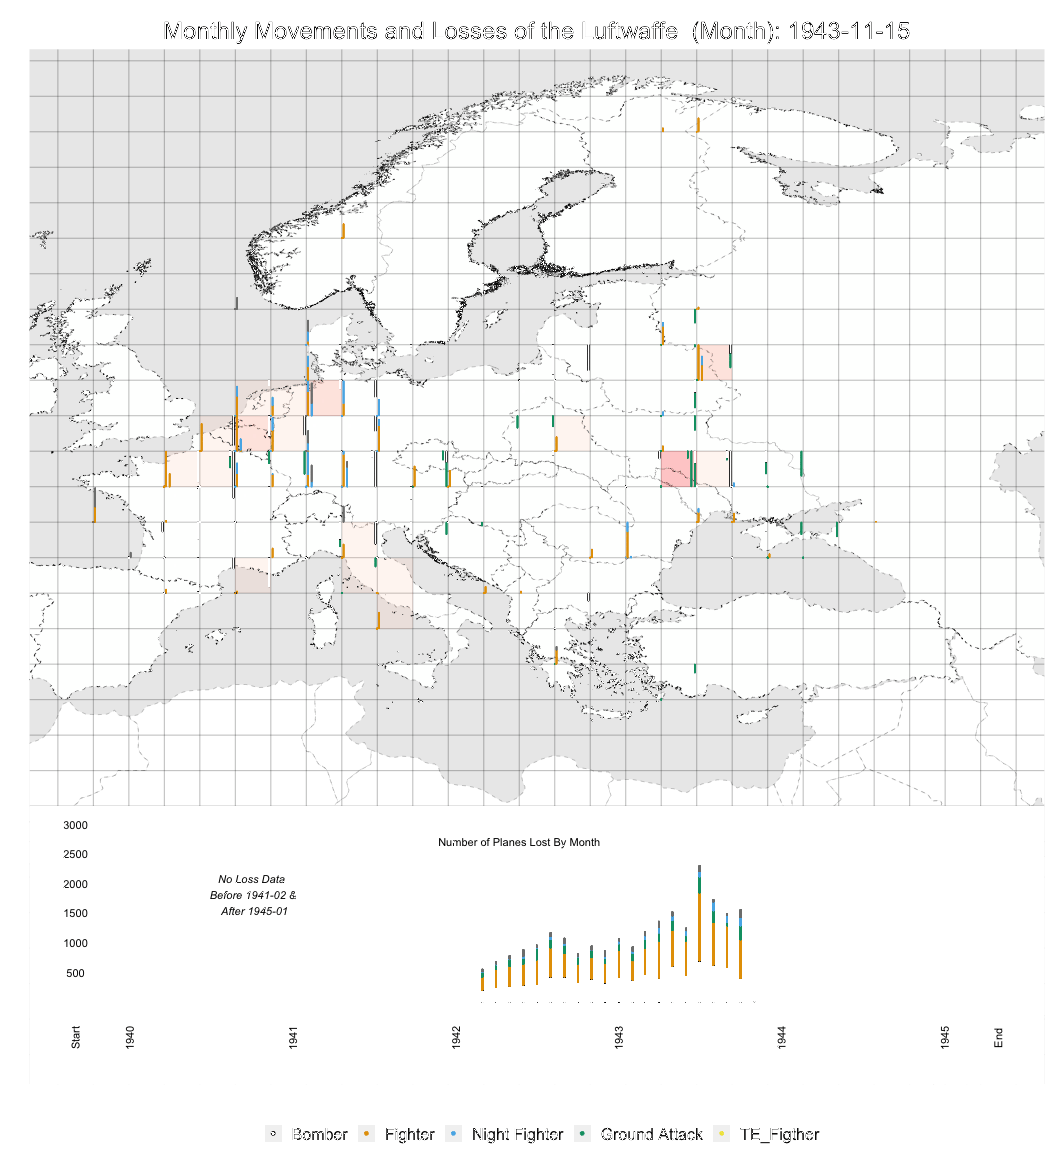 Monthly Movements and Losses of the Luftwaffe (Month): 1943-11-15
3000
Number of Planes Lost By Month
2500
No Loss Data
2000
Before 1941-02 &
After 1945-01
1500
1000
500
Start
1940
1941
1942
1943
1944
1945
End
Bomber
Fighter
Night Fighter
Ground Attack
TE_Figther